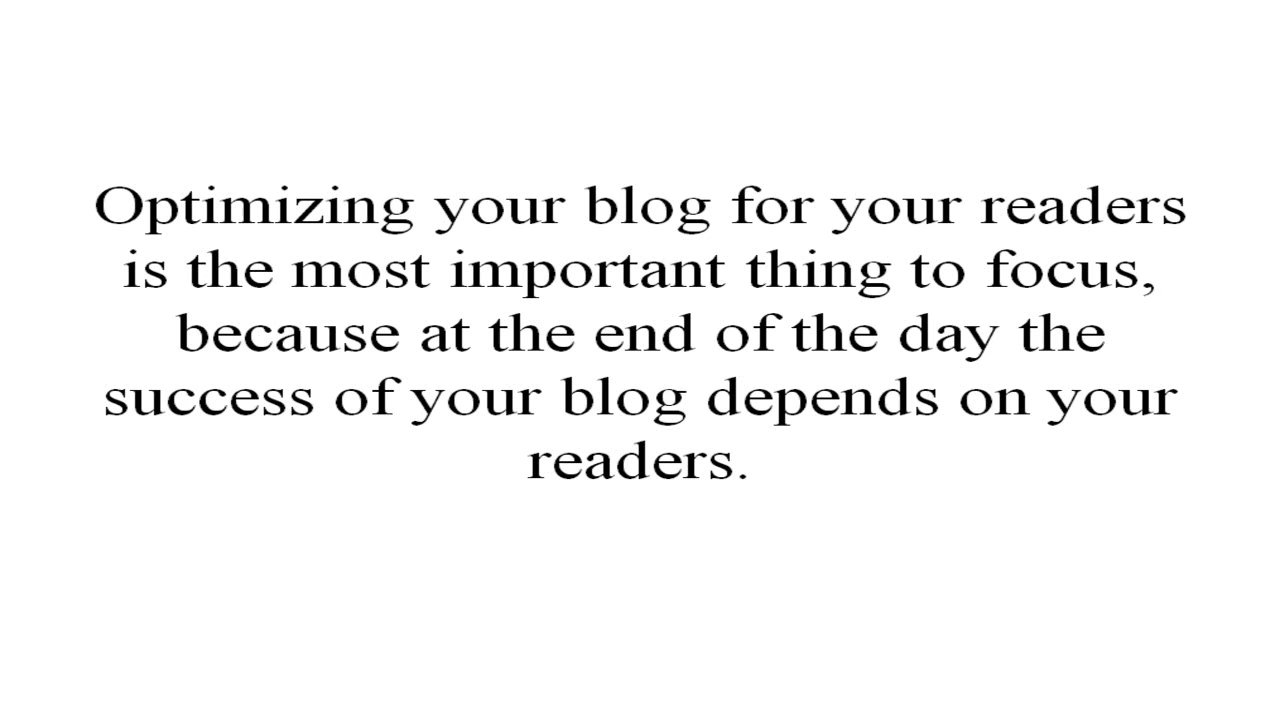 Optimizing your blog for your readers
is the most important thing to focus,
because at the end of the day the
success of your blog depends on your
readers.